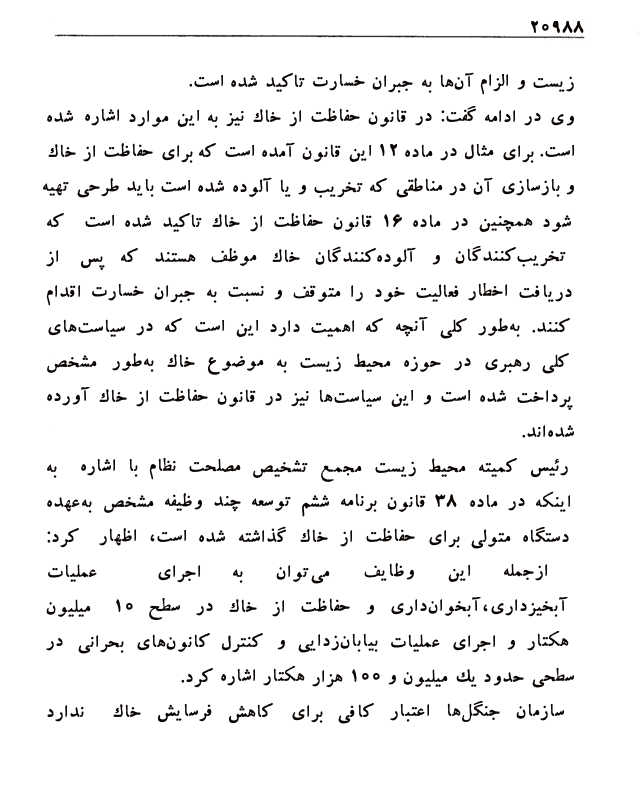 ۲۰۹۸۸
زیست و الزام آن‌ها به جبران خسارت تاکید شده است.
وی در ادامه گفت: در قانون حفاظت از خاك نیز به این موارد اشاره شده
است. برای مثال در ماده ۱۲ این قانون آمده است که برای حفاظت از خاك
و بازسازی آن در مناطقی که تخریب و یا آلوده شده است باید طرحی تهیه
شود همچنین در ماده ۱۶ قانون حفاظت از خاك تاکید شده است که
تخریب‌کنندگان و آلوده‌کنندگان خاك موظف هستند که پس از
دریافت اخطار فعالیت خود را متوقف و نسبت به جبران خسارت اقدام
کنند. به‌طور کلی آنچه که اهمیت دارد این است که در سیاست‌های
کلی رهبری در حوزه محیط زیست به موضوع خاك به‌طور مشخص
پرداخت شده است و این سیاست‌ها نیز در قانون حفاظت از خاك آورده
شده‌اند.
رئیس کمیته محیط زیست مجمع تشخیص مصلحت نظام با اشاره به
اینکه در ماده ۳۸ قانون برنامه ششم توسعه چند وظیفه مشخص به‌عهده
دستگاه متولی برای حفاظت از خاك گذاشته شده است، اظهار کرد:
ازجمله این وظایف می‌توان به اجرای عملیات
آبخیزداری،آبخوان‌داری و حفاظت از خاك در سطح ۱۰ میلیون
هکتار و اجرای عملیات بیابان‌زدایی و کنترل کانون‌های بحرانی در
سطحی حدود یك میلیون و ۱۰۰ هزار هکتار اشاره کرد.
سازمان جنگل‌ها اعتبار کافی برای کاهش فرسایش خاك ندارد